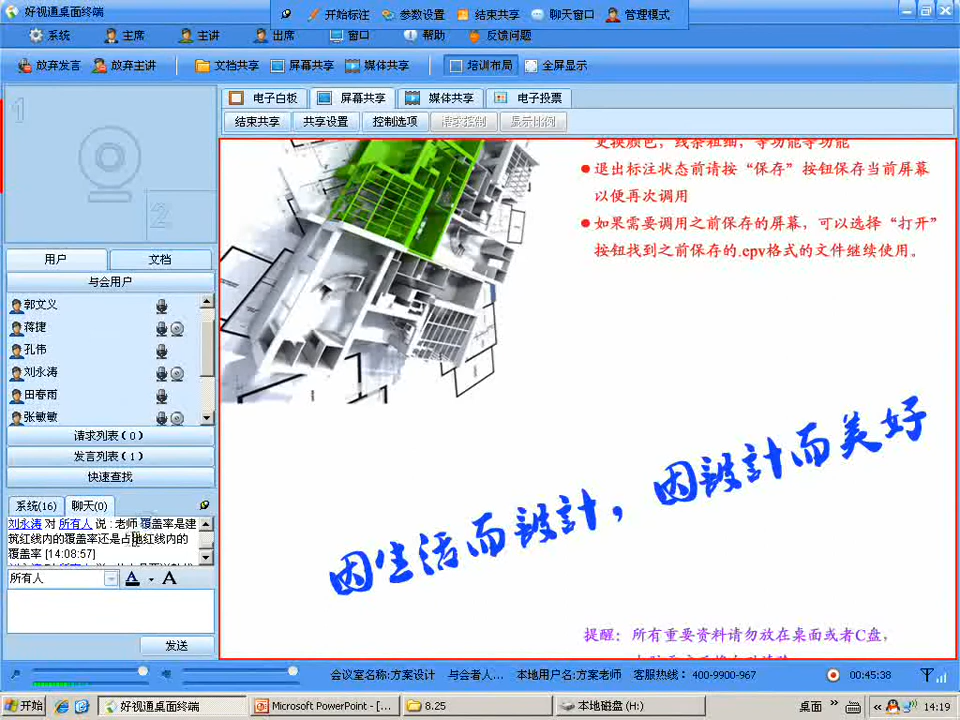 好视通桌面终端
开始标注 参数设置 结束共享 聊天窗口 管理模式
系统 主席 主讲 出席 窗口 帮助 反馈问题
放弃发言 放弃主讲 文档共享 屏幕共享 媒体共享 培训布局 全屏显示
电子白板 屏幕共享 媒体共享 电子投票
结束共享 共享设置 控制选项 请求控制 显示比例
1
2
用户 文档
与会用户
郭文义
蒋捷
孔伟
刘永涛
田春雨
张敏敏
请求列表(0)
发言列表(1)
快速查找
系统(16) 聊天(0)
刘永涛 对 所有人 说:老师 覆盖率是建
筑红线内的覆盖率还是占地红线内的
覆盖率 [14:08:57]
所有人 A A
发送
更换颜色，线条粗细，等功能等功能
●退出标注状态前请按“保存”按钮保存当前屏幕
以便再次调用
●如果需要调用之前保存的屏幕，可以选择“打开”
按钮找到之前保存的.cpv格式的文件继续使用。
因生活而設計，因設計而美好
提醒：所有重要资料请勿放在桌面或者C盘，
会议室名称:方案设计 与会者人... 本地用户名:方案老师 客服热线: 400-9900-967 00:45:38
开始 好视通桌面终端 Microsoft PowerPoint - [... 8.25 本地磁盘 (H:) 桌面 » « 14:19